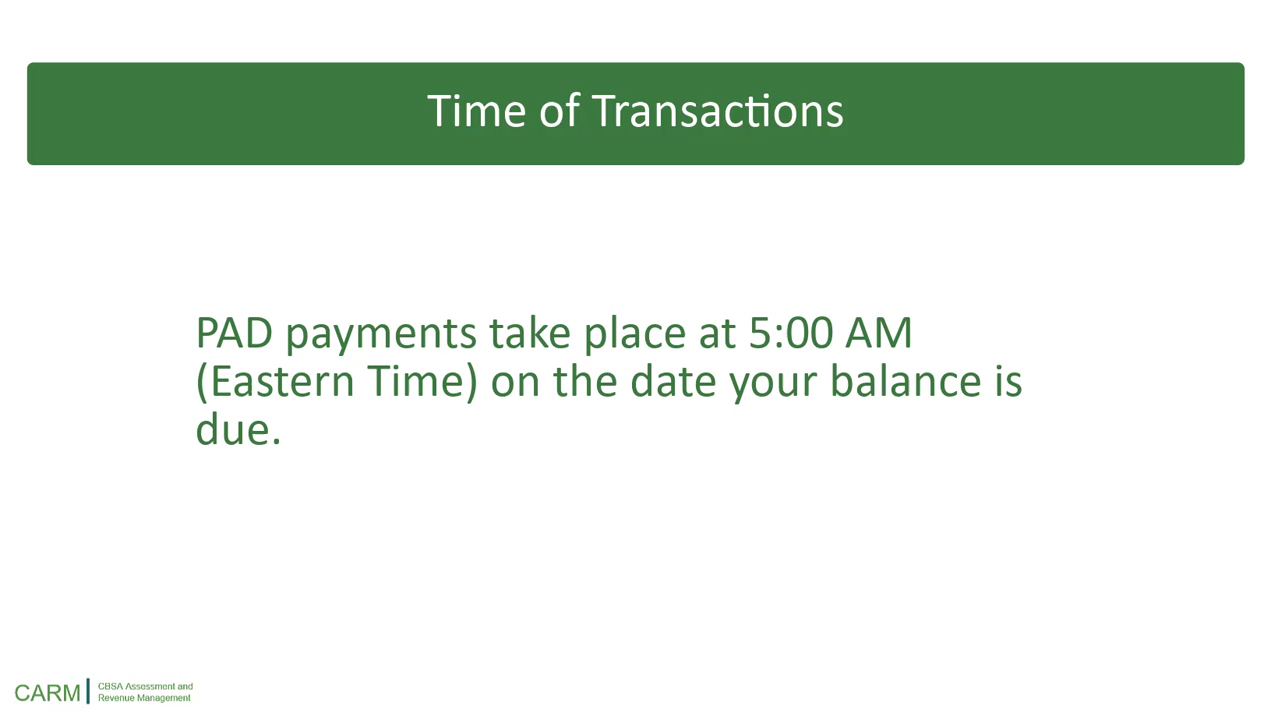 Time of Transactions
PAD payments take place at 5:00 AM
(Eastern Time) on the date your balance is
due.
CARM
CBSA Assessment and
Revenue Management